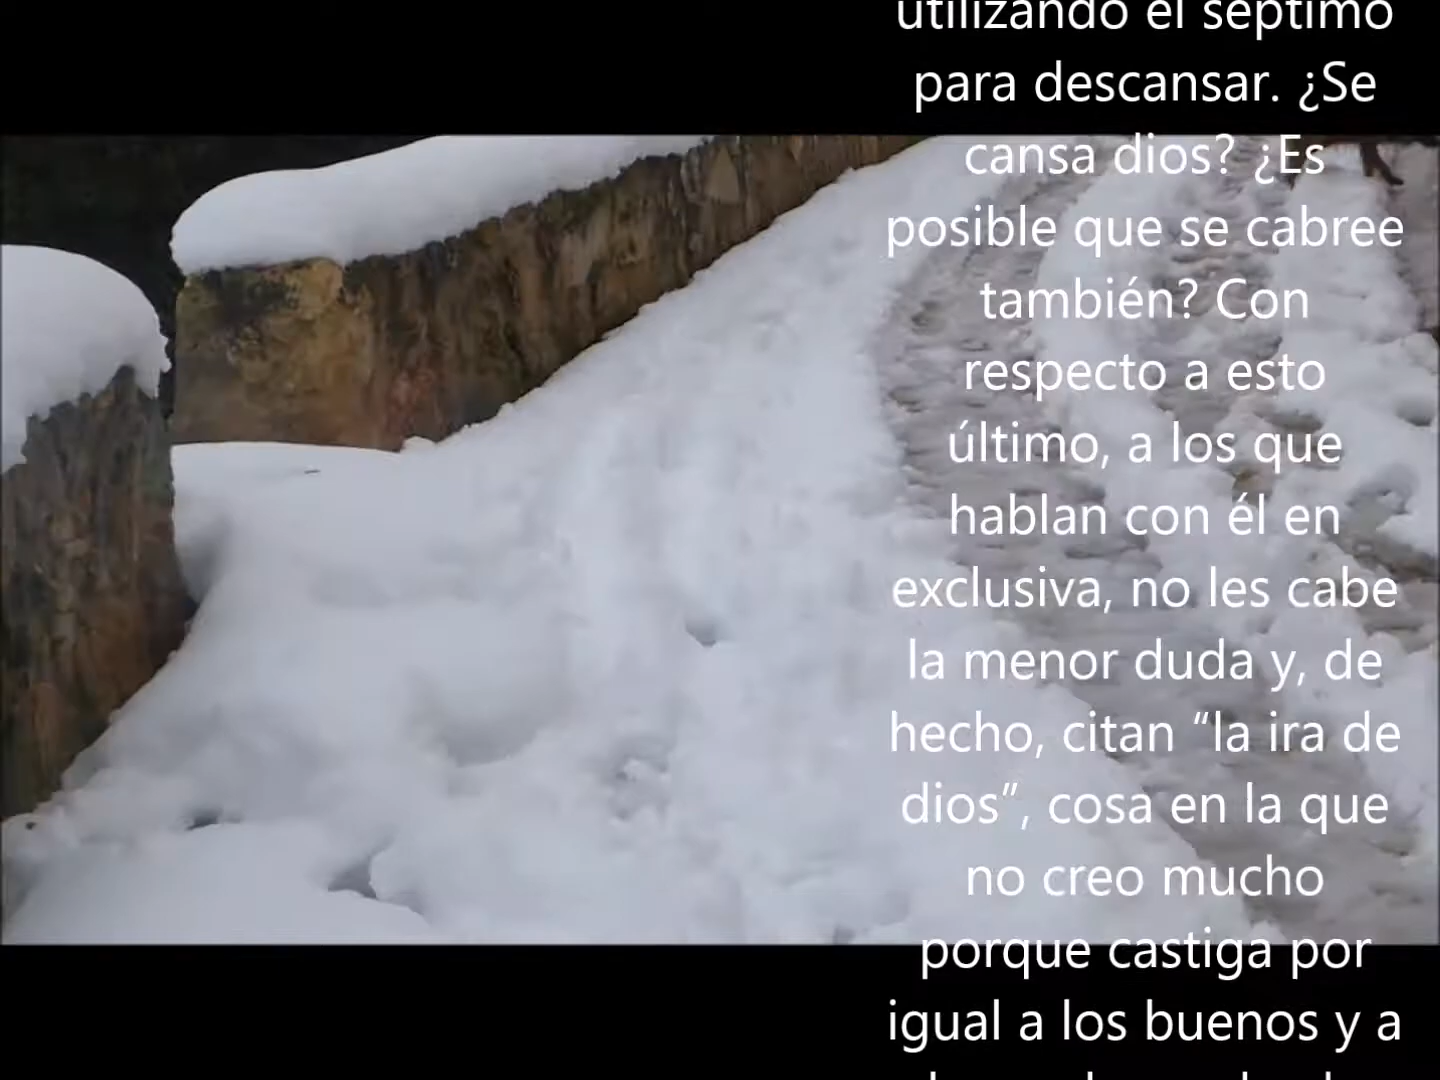 utilizando el séptimo
para descansar. ¿Se
cansa dios? ¿Es
posible que se cabree
también? Con
respecto a esto
último, a los que
hablan con él en
exclusiva, no les cabe
la menor duda y, de
hecho, citan “la ira de
dios”, cosa en la que
no creo mucho
porque castiga por
igual a los buenos y a